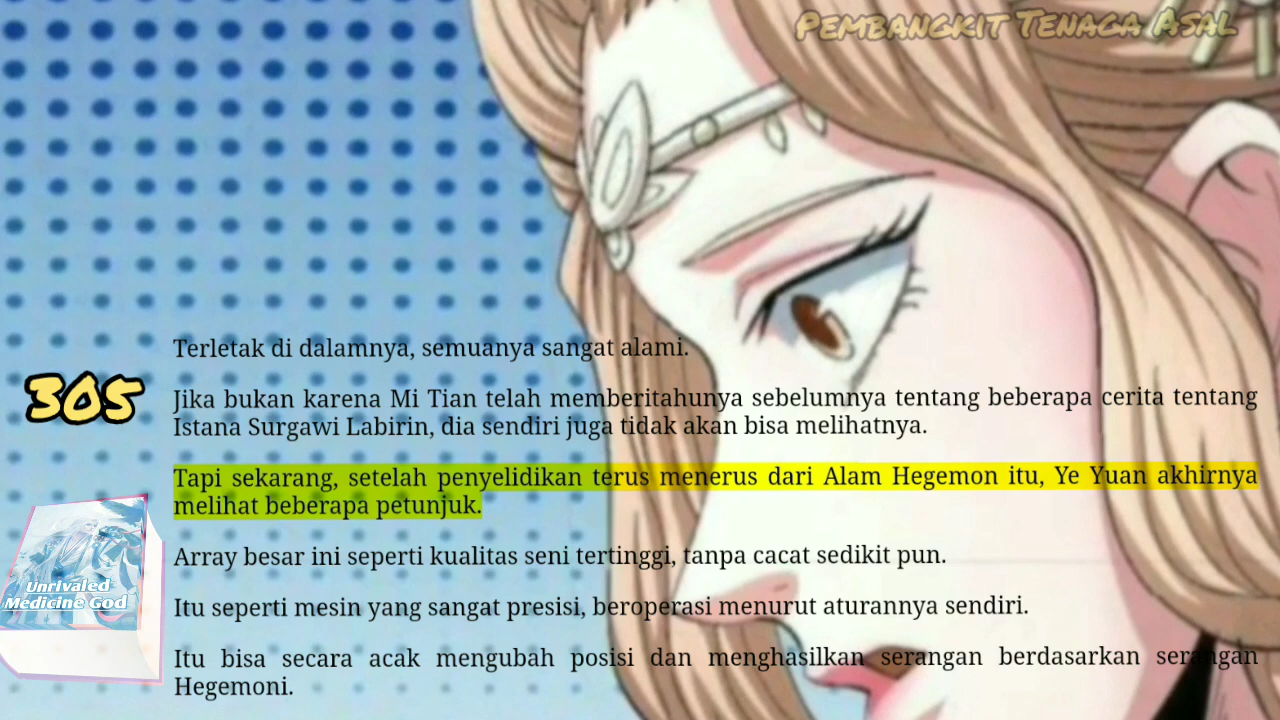 Pembangkit Tenaga Asal
Terletak di dalamnya, semuanya sangat alami.
305
Jika bukan karena Mi Tian telah memberitahunya sebelumnya tentang beberapa cerita tentang
Istana Surgawi Labirin, dia sendiri juga tidak akan bisa melihatnya.
Tapi sekarang, setelah penyelidikan terus menerus dari Alam Hegemon itu, Ye Yuan akhirnya
melihat beberapa petunjuk.
Array besar ini seperti kualitas seni tertinggi, tanpa cacat sedikit pun.
Unrivaled
Medicine God
Itu seperti mesin yang sangat presisi, beroperasi menurut aturannya sendiri.
Itu bisa secara acak mengubah posisi dan menghasilkan serangan berdasarkan serangan
Hegemoni.